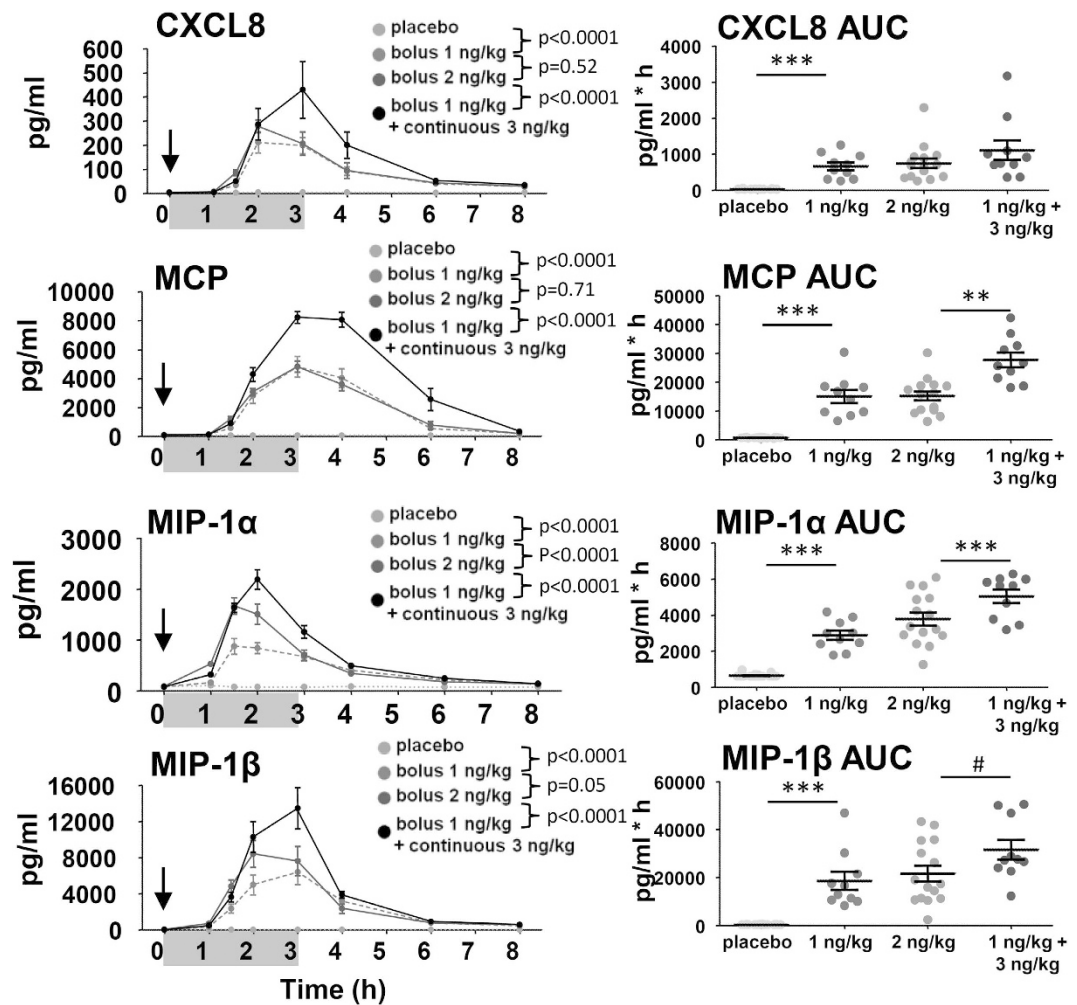 CXCL8
placebo
bolus 1 ng/kg
bolus 2 ng/kg
bolus 1 ng/kg
+ continuous 3 ng/kg
p<0.0001
p=0.52
p<0.0001
pg/ml
600
500
400
300
200
100
0
0 1 2 3 4 5 6 7 8
CXCL8 AUC
pg/ml * h
4000
3000
2000
1000
0
***
placebo 1 ng/kg 2 ng/kg 1 ng/kg +
3 ng/kg
MCP
placebo
bolus 1 ng/kg
bolus 2 ng/kg
bolus 1 ng/kg
+ continuous 3 ng/kg
p<0.0001
p=0.71
p<0.0001
pg/ml
10000
8000
6000
4000
2000
0
0 1 2 3 4 5 6 7 8
MCP AUC
pg/ml * h
50000
40000
30000
20000
10000
0
*** **
placebo 1 ng/kg 2 ng/kg 1 ng/kg +
3 ng/kg
MIP-1α
placebo
bolus 1 ng/kg
bolus 2 ng/kg
bolus 1 ng/kg
+ continuous 3 ng/kg
p<0.0001
P<0.0001
p<0.0001
pg/ml
3000
2000
1000
0
0 1 2 3 4 5 6 7 8
MIP-1α AUC
pg/ml * h
8000
6000
4000
2000
0
*** ***
placebo 1 ng/kg 2 ng/kg 1 ng/kg +
3 ng/kg
MIP-1β
placebo
bolus 1 ng/kg
bolus 2 ng/kg
bolus 1 ng/kg
+ continuous 3 ng/kg
p<0.0001
p=0.05
p<0.0001
pg/ml
16000
12000
8000
4000
0
0 1 2 3 4 5 6 7 8
Time (h)
MIP-1β AUC
pg/ml * h
60000
40000
20000
0
*** #
placebo 1 ng/kg 2 ng/kg 1 ng/kg +
3 ng/kg